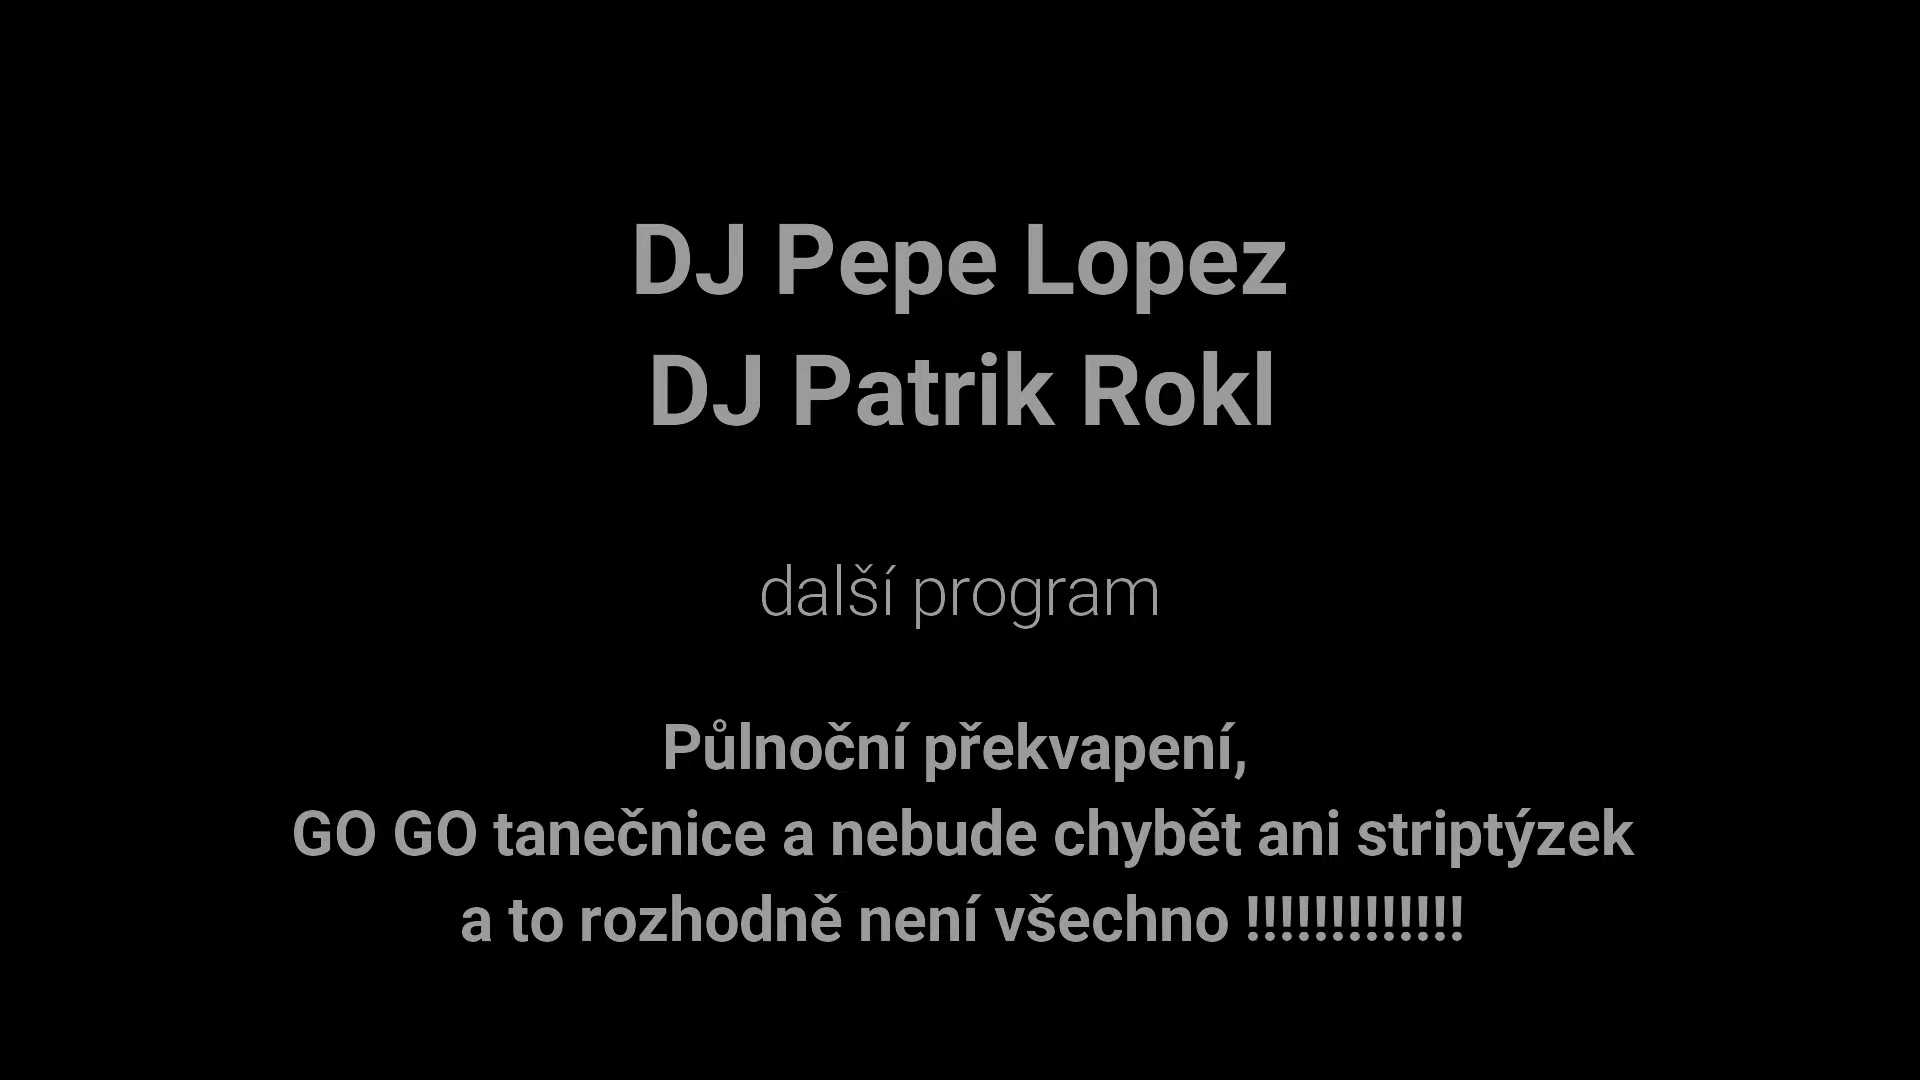 DJ Pepe Lopez
DJ Patrik Rokl
další program
Půlnoční překvapení,
GO GO tanečnice a nebude chybět ani striptýzek
a to rozhodně není všechno !!!!!!!!!!!!!